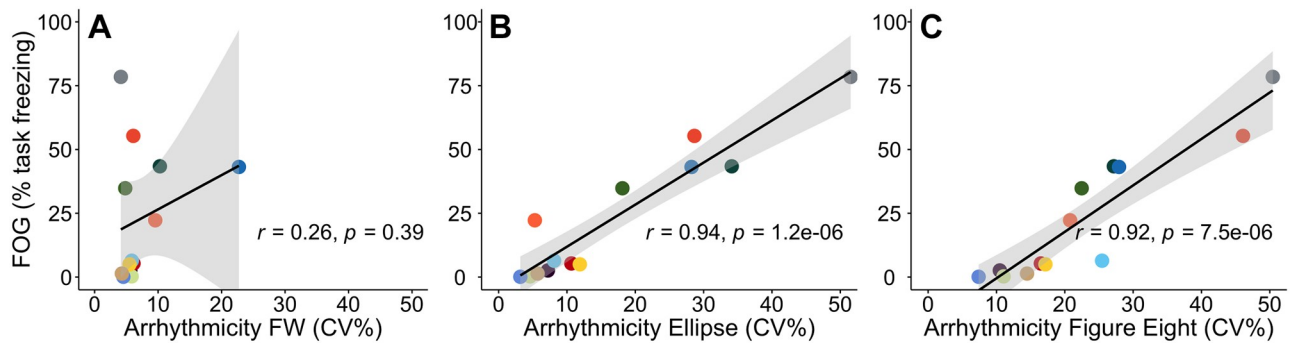 A
B
C
FOG (% task freezing)
100
75
50
25
0
r = 0.26, p = 0.39
0 10 20 30 40 50
Arrhythmicity FW (CV%)
100
75
50
25
0
r = 0.94, p = 1.2e-06
0 10 20 30 40 50
Arrhythmicity Ellipse (CV%)
100
75
50
25
0
r = 0.92, p = 7.5e-06
0 10 20 30 40 50
Arrhythmicity Figure Eight (CV%)